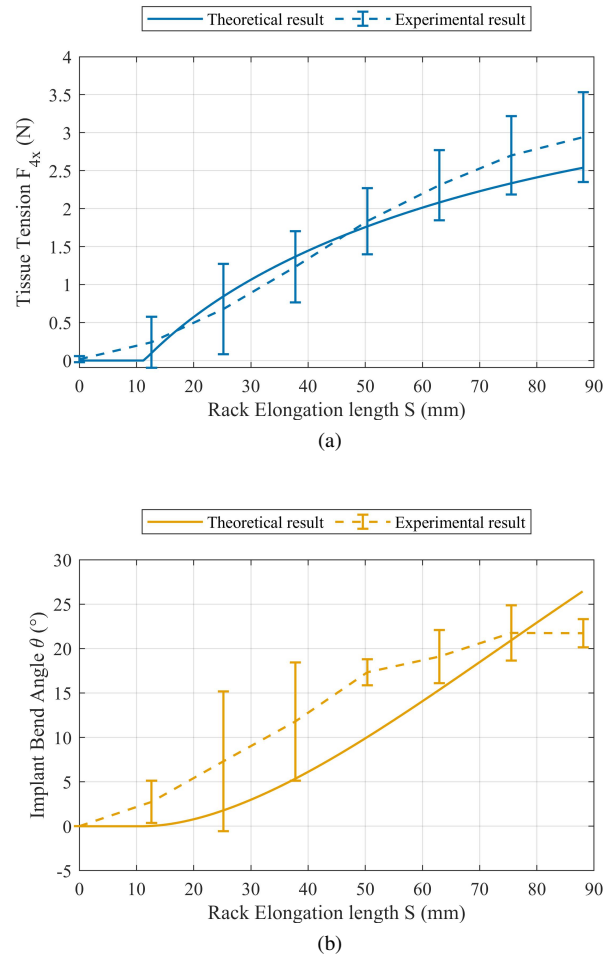 Theoretical result Experimental result
4
3.5
3
2.5
2
1.5
1
0.5
0
Tissue Tension F4x (N)
0 10 20 30 40 50 60 70 80 90
Rack Elongation length S (mm)
(a)
Theoretical result Experimental result
30
25
20
15
10
5
0
-5
Implant Bend Angle θ (°)
0 10 20 30 40 50 60 70 80 90
Rack Elongation length S (mm)
(b)